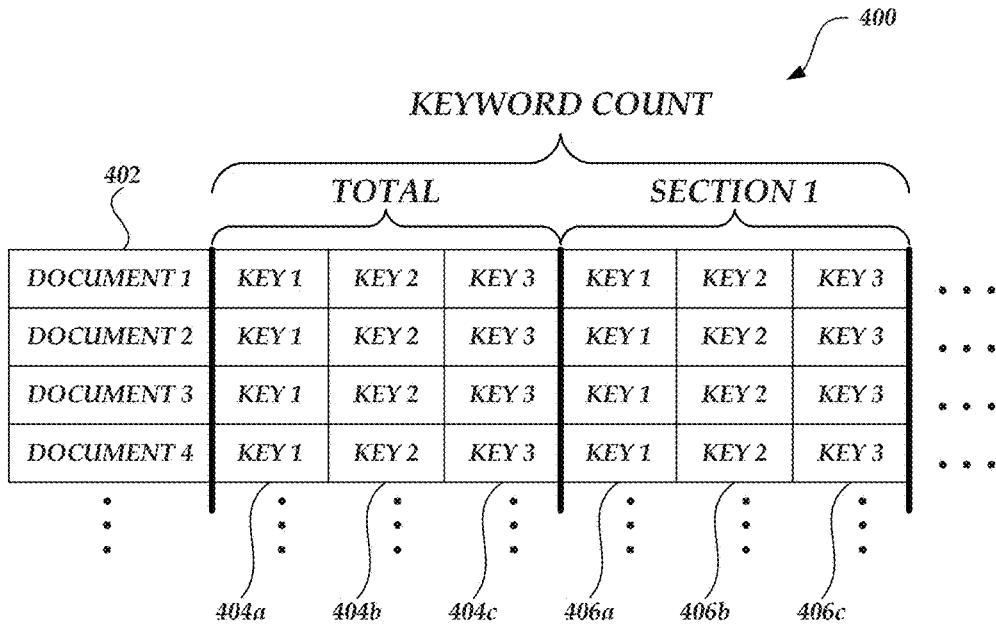 400
KEYWORD COUNT
402
TOTAL SECTION 1
DOCUMENT 1 KEY 1 KEY 2 KEY 3 KEY 1 KEY 2 KEY 3
DOCUMENT 2 KEY 1 KEY 2 KEY 3 KEY 1 KEY 2 KEY 3
DOCUMENT 3 KEY 1 KEY 2 KEY 3 KEY 1 KEY 2 KEY 3
DOCUMENT 4 KEY 1 KEY 2 KEY 3 KEY 1 KEY 2 KEY 3
404a 404b 404c 406a 406b 406c